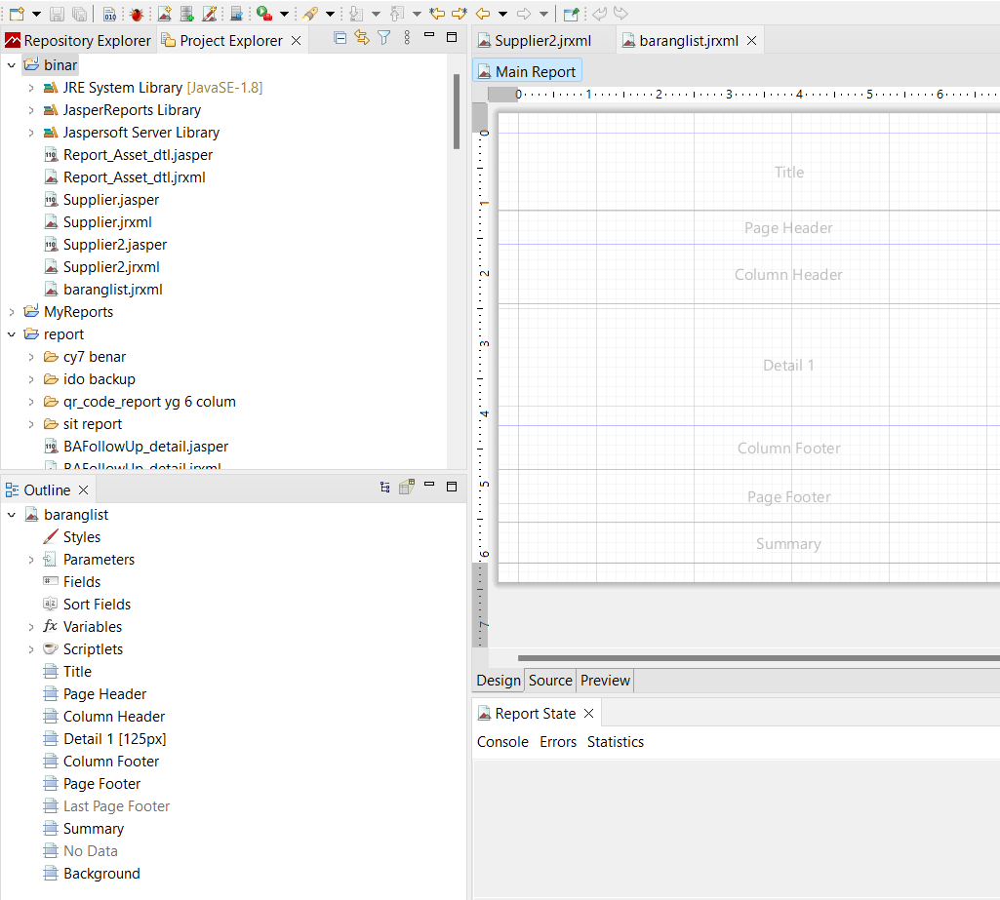 Repository Explorer
Project Explorer
binar
JRE System Library [JavaSE-1.8]
JasperReports Library
Jaspersoft Server Library
Report_Asset_dtl.jasper
Report_Asset_dtl.jrxml
Supplier.jasper
Supplier.jrxml
Supplier2.jasper
Supplier2.jrxml
baranglist.jrxml
MyReports
report
cy7 benar
ido backup
qr_code_report yg 6 colum
sit report
BAFollowUp_detail.jasper
BAFollowUp_detail.jrxml
Outline
baranglist
Styles
Parameters
Fields
Sort Fields
Variables
Scriptlets
Title
Page Header
Column Header
Detail 1 [125px]
Column Footer
Page Footer
Last Page Footer
Summary
No Data
Background
Supplier2.jrxml
baranglist.jrxml
Main Report
0 1 2 3 4 5 6
0
1
2
3
4
5
6
7
Title
Page Header
Column Header
Detail 1
Column Footer
Page Footer
Summary
Design Source Preview
Report State
Console Errors Statistics